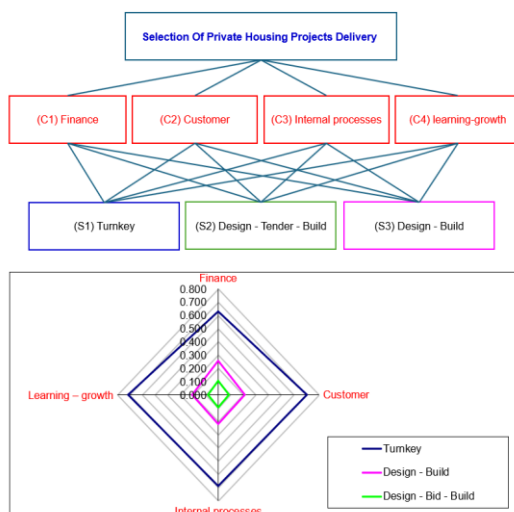 Selection Of Private Housing Projects Delivery
(C1) Finance
(C2) Customer
(C3) Internal processes
(C4) learning-growth
(S1) Turnkey
(S2) Design - Tender - Build
(S3) Design - Build
Finance
0.800
0.700
0.600
0.500
0.400
0.300
0.200
0.100
0.000
Learning – growth
Customer
Internal processes
Turnkey
Design - Build
Design - Bid - Build